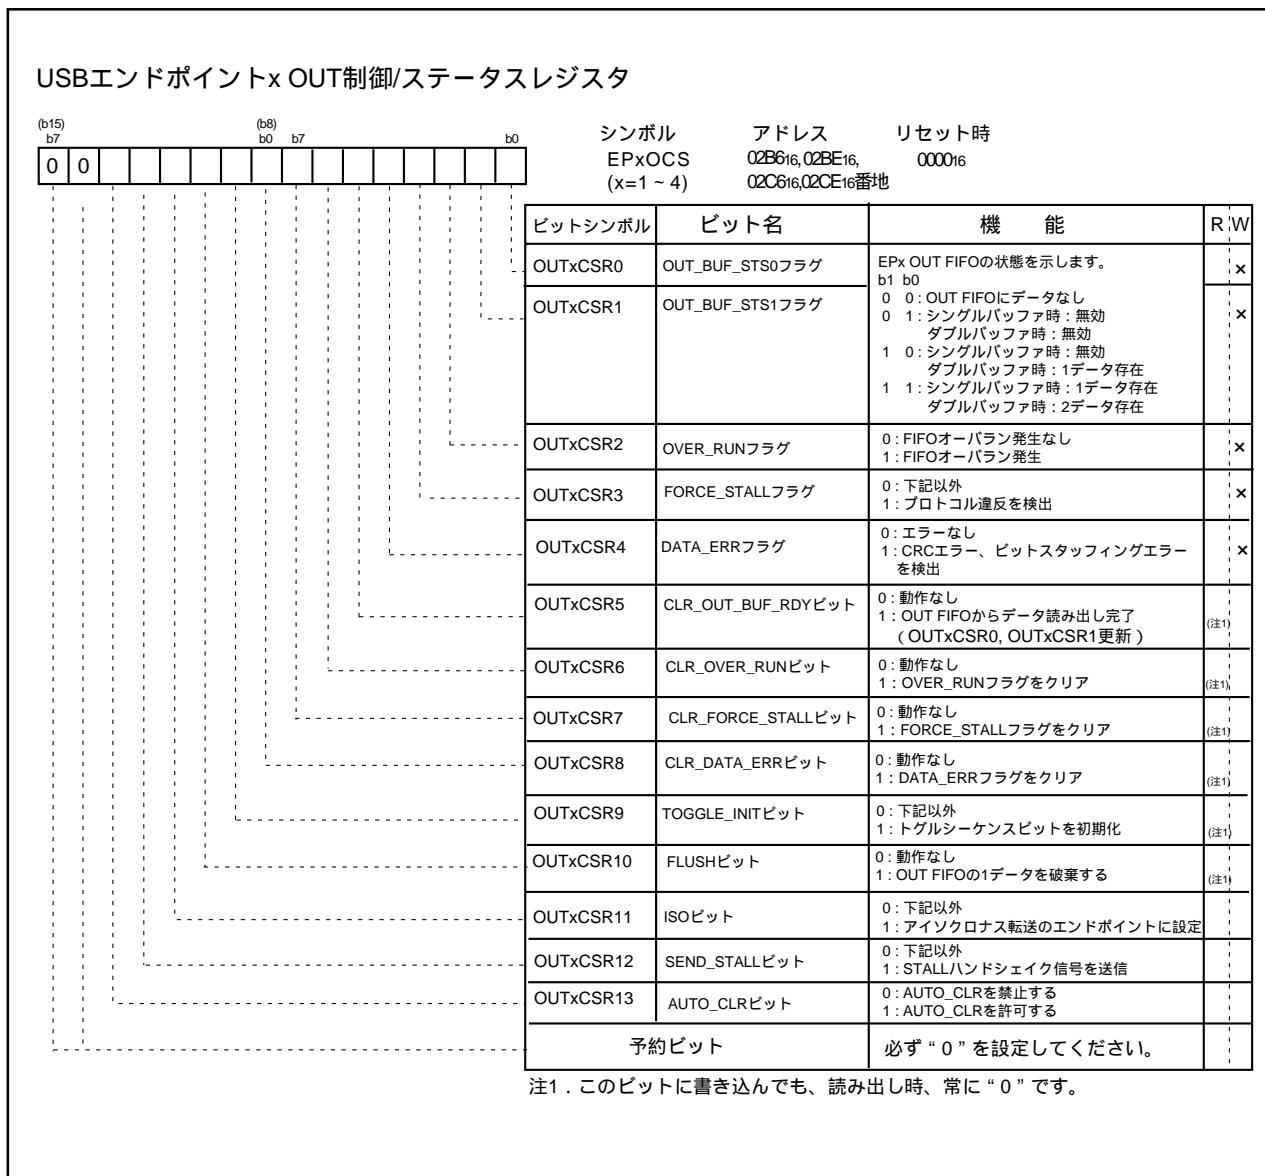 USBエンドポイントx OUT制御/ステータスレジスタ
(b15) (b8)
b7 b0 b7 b0
0 0
シンボル アドレス リセット時
EPxOCS 02B616, 02BE16, 000016
(x=1 ~ 4) 02C616,02CE16番地
ビットシンボル ビット名 機 能 R W
OUTxCSR0 OUT_BUF_STS0フラグ EPx OUT FIFOの状態を示します。 ×
b1 b0
OUTxCSR1 OUT_BUF_STS1フラグ 0 0 : OUT FIFOにデータなし ×
0 1 : シングルバッファ時 : 無効
ダブルバッファ時 : 無効
1 0 : シングルバッファ時 : 無効
ダブルバッファ時 : 1データ存在
1 1 : シングルバッファ時 : 1データ存在
ダブルバッファ時 : 2データ存在
OUTxCSR2 OVER_RUNフラグ 0 : FIFOオーバラン発生なし ×
1 : FIFOオーバラン発生
OUTxCSR3 FORCE_STALLフラグ 0 : 下記以外 ×
1 : プロトコル違反を検出
OUTxCSR4 DATA_ERRフラグ 0 : エラーなし ×
1 : CRCエラー、ビットスタッフィングエラー
を検出
OUTxCSR5 CLR_OUT_BUF_RDYビット 0 : 動作なし
1 : OUT FIFOからデータ読み出し完了 (注1)
( OUTxCSR0, OUTxCSR1更新 )
OUTxCSR6 CLR_OVER_RUNビット 0 : 動作なし
1 : OVER_RUNフラグをクリア (注1)
OUTxCSR7 CLR_FORCE_STALLビット 0 : 動作なし
1 : FORCE_STALLフラグをクリア (注1)
OUTxCSR8 CLR_DATA_ERRビット 0 : 動作なし
1 : DATA_ERRフラグをクリア (注1)
OUTxCSR9 TOGGLE_INITビット 0 : 下記以外
1 : トグルシーケンスビットを初期化 (注1)
OUTxCSR10 FLUSHビット 0 : 動作なし
1 : OUT FIFOの1データを破棄する (注1)
OUTxCSR11 ISOビット 0 : 下記以外
1 : アイソクロナス転送のエンドポイントに設定
OUTxCSR12 SEND_STALLビット 0 : 下記以外
1 : STALLハンドシェイク信号を送信
OUTxCSR13 AUTO_CLRビット 0 : AUTO_CLRを禁止する
1 : AUTO_CLRを許可する
予約ビット 必ず “ 0 ” を設定してください。
注1 . このビットに書き込んでも、読み出し時、常に “ 0 ” です。